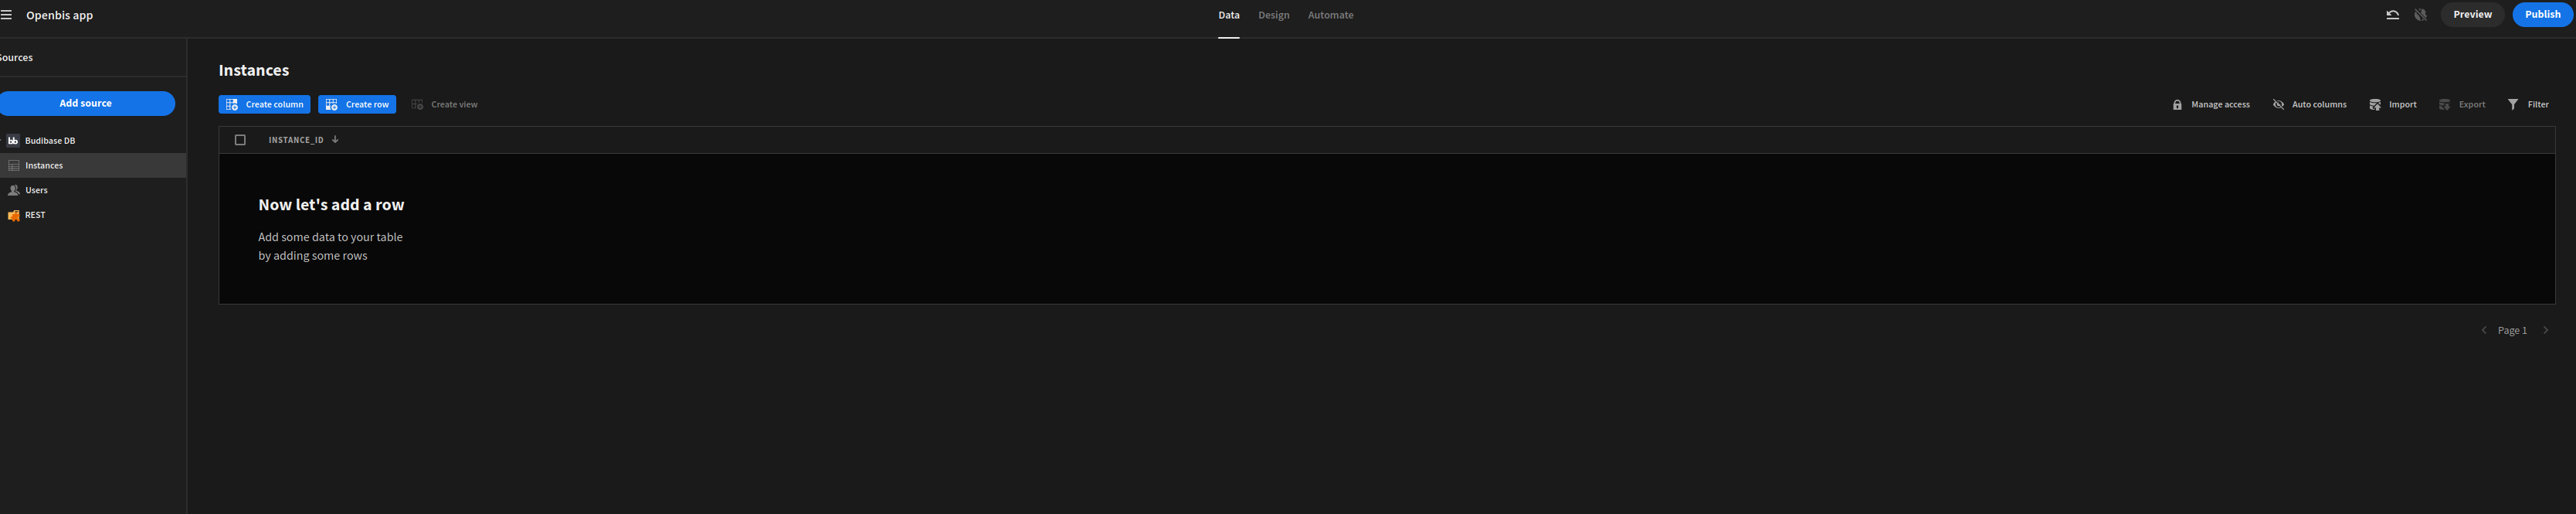 Openbis app
Data Design Automate
Preview Publish
Sources
Add source
bb Budibase DB
Instances
Users
REST
Instances
Create column Create row Create view
Manage access Auto columns Import Export Filter
INSTANCE_ID
Now let's add a row
Add some data to your table
by adding some rows
Page 1